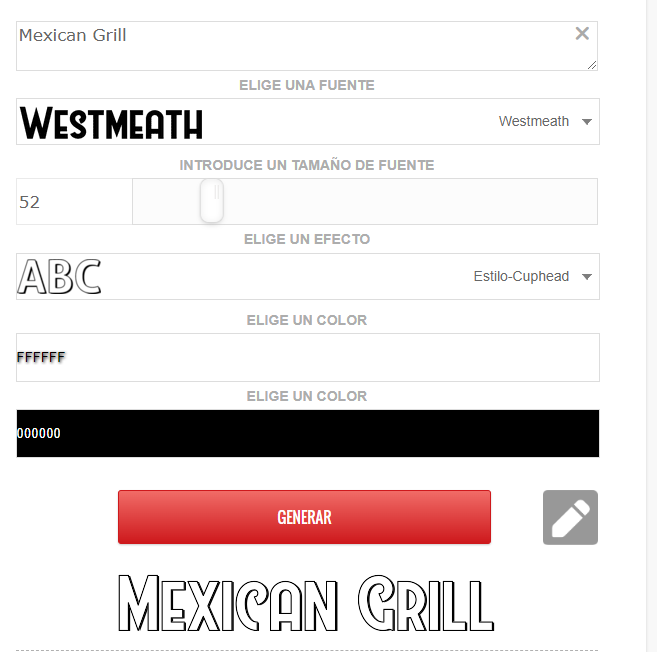 Mexican Grill
ELIGE UNA FUENTE
WESTMEATH
Westmeath
INTRODUCE UN TAMAÑO DE FUENTE
52
ELIGE UN EFECTO
ABC
Estilo-Cuphead
ELIGE UN COLOR
FFFFFF
ELIGE UN COLOR
000000
GENERAR
MEXICAN GRILL